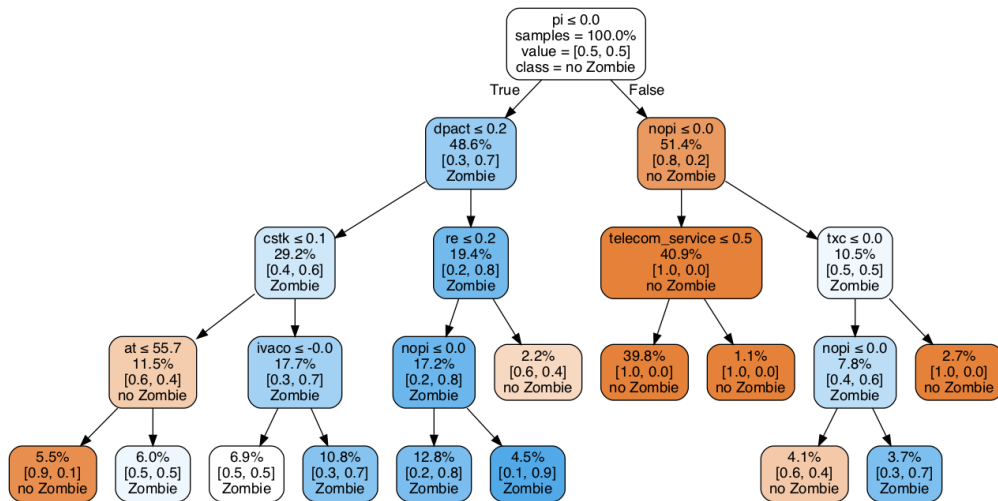 pi ≤ 0.0
samples = 100.0%
value = [0.5, 0.5]
class = no Zombie
True
False
dpact ≤ 0.2
48.6%
[0.3, 0.7]
Zombie
nopi ≤ 0.0
51.4%
[0.8, 0.2]
no Zombie
cstk ≤ 0.1
29.2%
[0.4, 0.6]
Zombie
re ≤ 0.2
19.4%
[0.2, 0.8]
Zombie
telecom_service ≤ 0.5
40.9%
[1.0, 0.0]
no Zombie
txc ≤ 0.0
10.5%
[0.5, 0.5]
Zombie
at ≤ 55.7
11.5%
[0.6, 0.4]
no Zombie
ivaco ≤ -0.0
17.7%
[0.3, 0.7]
Zombie
nopi ≤ 0.0
17.2%
[0.2, 0.8]
Zombie
2.2%
[0.6, 0.4]
no Zombie
39.8%
[1.0, 0.0]
no Zombie
1.1%
[1.0, 0.0]
no Zombie
nopi ≤ 0.0
7.8%
[0.4, 0.6]
Zombie
2.7%
[1.0, 0.0]
no Zombie
5.5%
[0.9, 0.1]
no Zombie
6.0%
[0.5, 0.5]
Zombie
6.9%
[0.5, 0.5]
Zombie
10.8%
[0.3, 0.7]
Zombie
12.8%
[0.2, 0.8]
Zombie
4.5%
[0.1, 0.9]
Zombie
4.1%
[0.6, 0.4]
no Zombie
3.7%
[0.3, 0.7]
Zombie